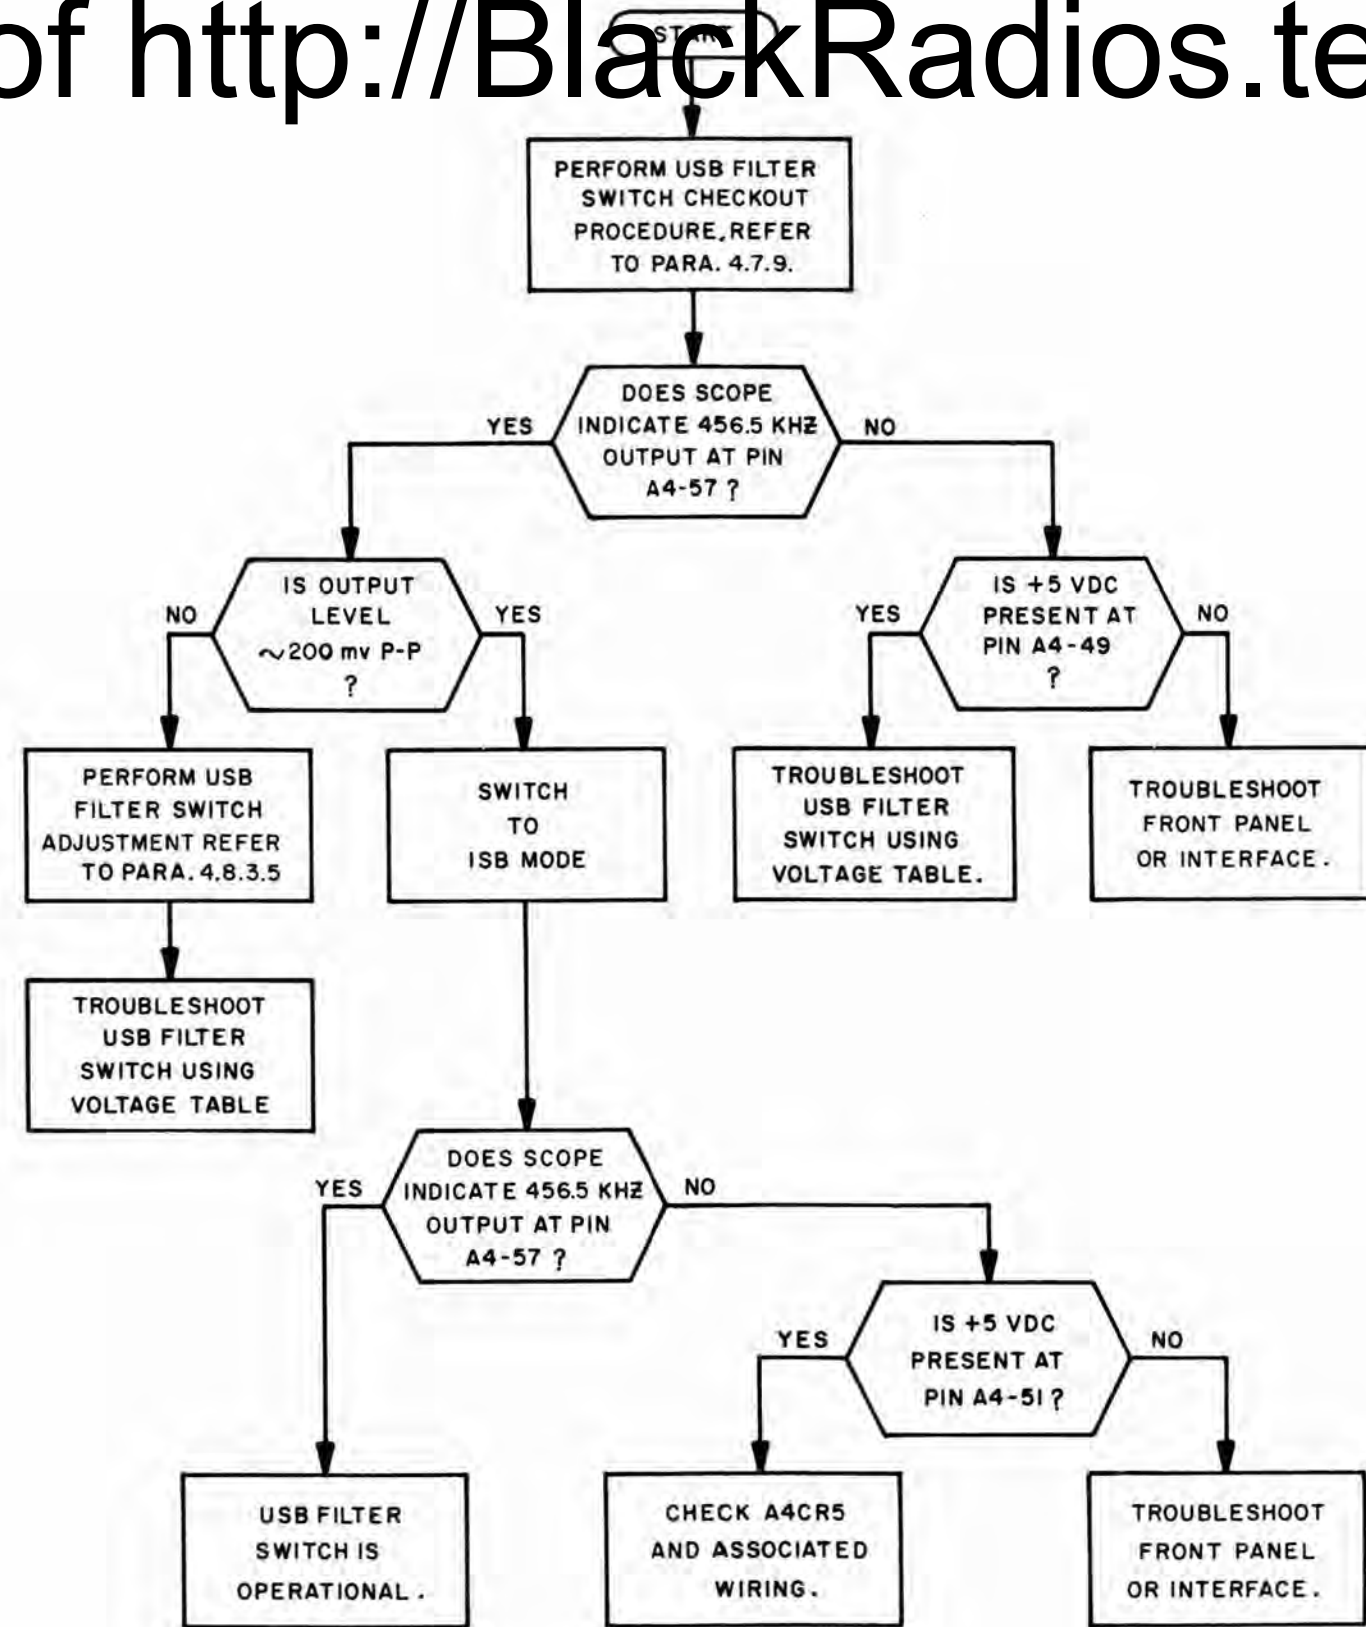 of http://BlackRadios.te
START
PERFORM USB FILTER
SWITCH CHECKOUT
PROCEDURE, REFER
TO PARA. 4.7.9.
DOES SCOPE
INDICATE 456.5 KHZ
OUTPUT AT PIN
A4-57 ?
YES
NO
IS OUTPUT
LEVEL
~200 mv P-P
?
NO
YES
IS +5 VDC
PRESENT AT
PIN A4-49
?
YES
NO
PERFORM USB
FILTER SWITCH
ADJUSTMENT REFER
TO PARA. 4.8.3.5
SWITCH
TO
ISB MODE
TROUBLESHOOT
USB FILTER
SWITCH USING
VOLTAGE TABLE.
TROUBLESHOOT
FRONT PANEL
OR INTERFACE.
TROUBLESHOOT
USB FILTER
SWITCH USING
VOLTAGE TABLE
DOES SCOPE
INDICATE 456.5 KHZ
OUTPUT AT PIN
A4-57 ?
YES
NO
IS +5 VDC
PRESENT AT
PIN A4-51 ?
YES
NO
USB FILTER
SWITCH IS
OPERATIONAL.
CHECK A4CR5
AND ASSOCIATED
WIRING.
TROUBLESHOOT
FRONT PANEL
OR INTERFACE.